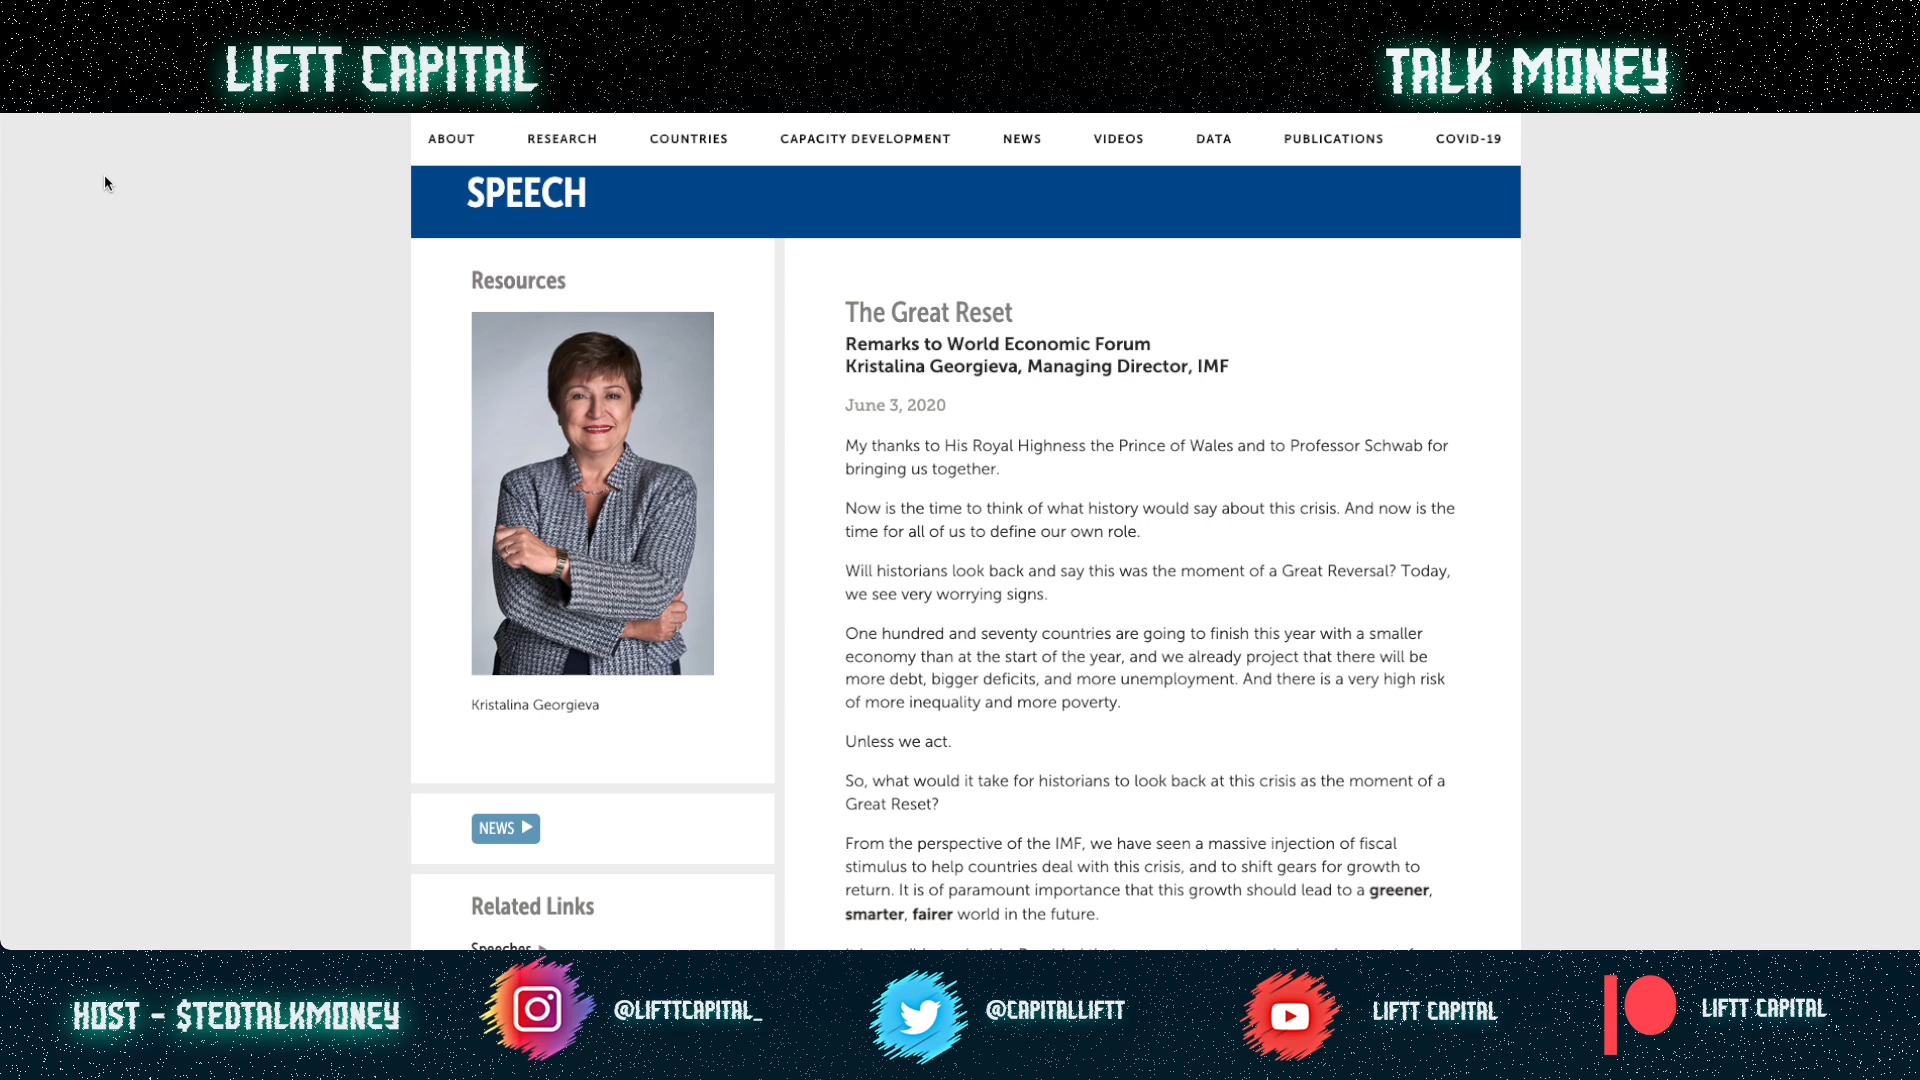 LIFTT CAPITAL
TALK MONEY
ABOUT RESEARCH COUNTRIES CAPACITY DEVELOPMENT NEWS VIDEOS DATA PUBLICATIONS COVID-19
SPEECH
Resources
Kristalina Georgieva
NEWS
Related Links
Speeches
The Great Reset
Remarks to World Economic Forum
Kristalina Georgieva, Managing Director, IMF
June 3, 2020
My thanks to His Royal Highness the Prince of Wales and to Professor Schwab for
bringing us together.
Now is the time to think of what history would say about this crisis. And now is the
time for all of us to define our own role.
Will historians look back and say this was the moment of a Great Reversal? Today,
we see very worrying signs.
One hundred and seventy countries are going to finish this year with a smaller
economy than at the start of the year, and we already project that there will be
more debt, bigger deficits, and more unemployment. And there is a very high risk
of more inequality and more poverty.
Unless we act.
So, what would it take for historians to look back at this crisis as the moment of a
Great Reset?
From the perspective of the IMF, we have seen a massive injection of fiscal
stimulus to help countries deal with this crisis, and to shift gears for growth to
return. It is of paramount importance that this growth should lead to a greener,
smarter, fairer world in the future.
HOST - $TEDTALKMONEY
@LIFTTCAPITAL_
@CAPITALLIFTT
LIFTT CAPITAL
LIFTT CAPITAL